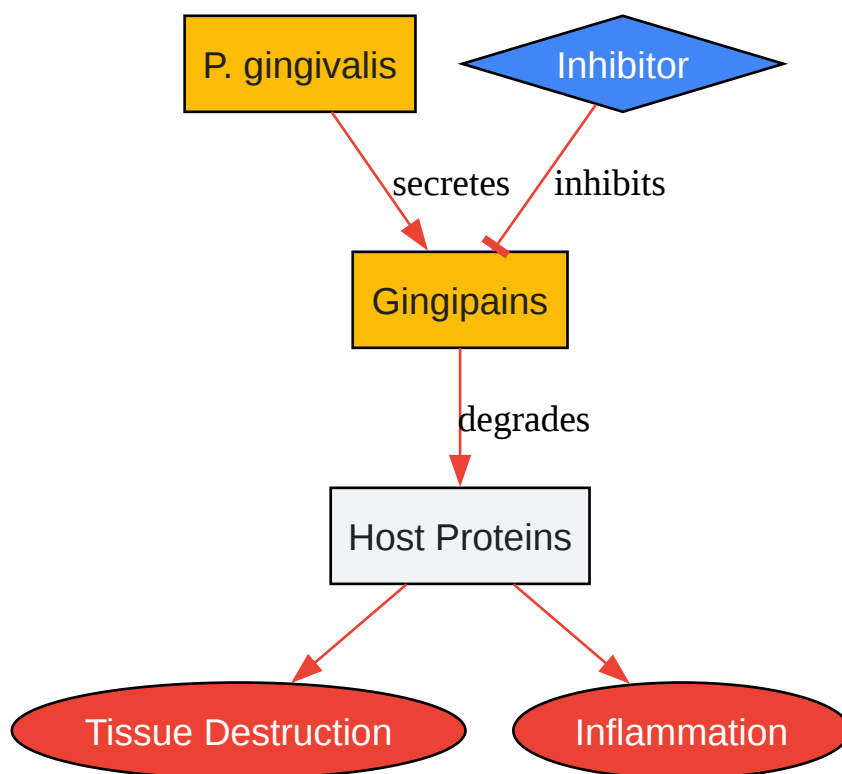 P. gingivalis
Inhibitor
secretes
inhibits
Gingipains
degrades
Host Proteins
Tissue Destruction
Inflammation